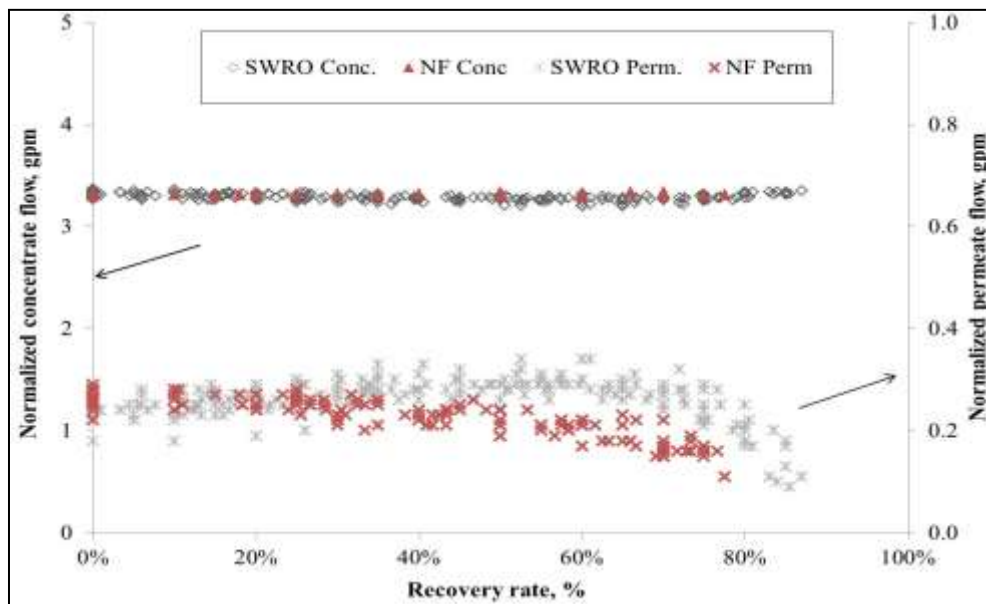 SWRO Conc. NF Conc SWRO Perm. NF Perm
Normalized concentrate flow, gpm
5
4
3
2
1
0
Normalized permeate flow, gpm
1.0
0.8
0.6
0.4
0.2
0.0
0% 20% 40% 60% 80% 100%
Recovery rate, %